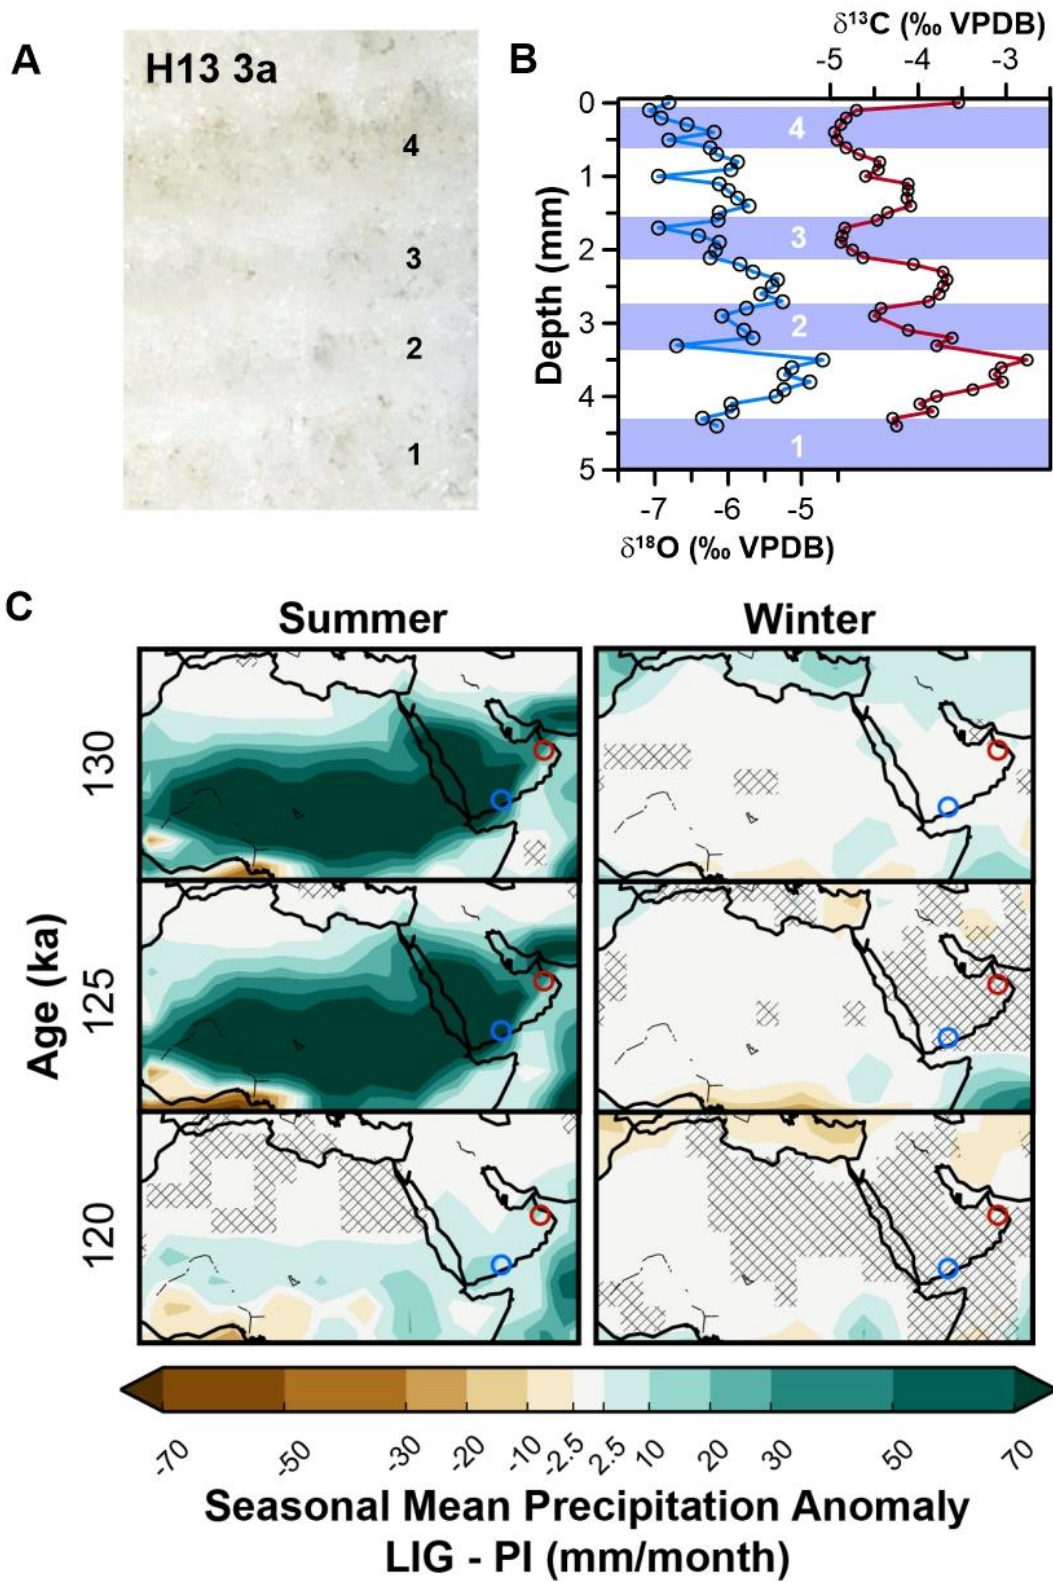 A
H13 3a
4
3
2
1
B
δ¹³C (‰ VPDB)
-5 -4 -3
0
1
2
3
4
5
Depth (mm)
4
3
2
1
-7 -6 -5
δ¹⁸O (‰ VPDB)
C
Summer Winter
Age (ka)
130
125
120
-70 -50 -30 -20 -10 -2.5 2.5 10 20 30 50 70
Seasonal Mean Precipitation Anomaly
LIG - PI (mm/month)